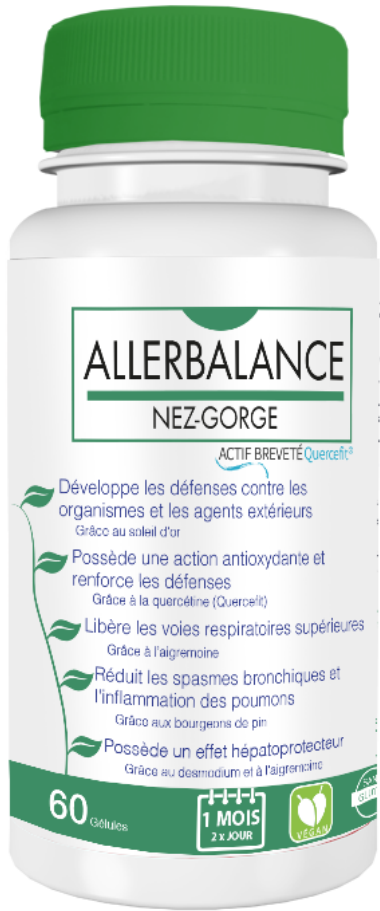 ALLERBALANCE
NEZ-GORGE
ACTIF BREVETÉ Quercefit®
Développe les défenses contre les
organismes et les agents extérieurs
Grâce au soleil d'or
Possède une action antioxydante et
renforce les défenses
Grâce à la quercétine (Quercefit)
Libère les voies respiratoires supérieures
Grâce à l'aigremoine
Réduit les spasmes bronchiques et
l'inflammation des poumons
Grâce aux bourgeons de pin
Possède un effet hépatoprotecteur
Grâce au desmodium et à l'aigremoine
60 Gélules
1 MOIS
2 x JOUR
VEGAN